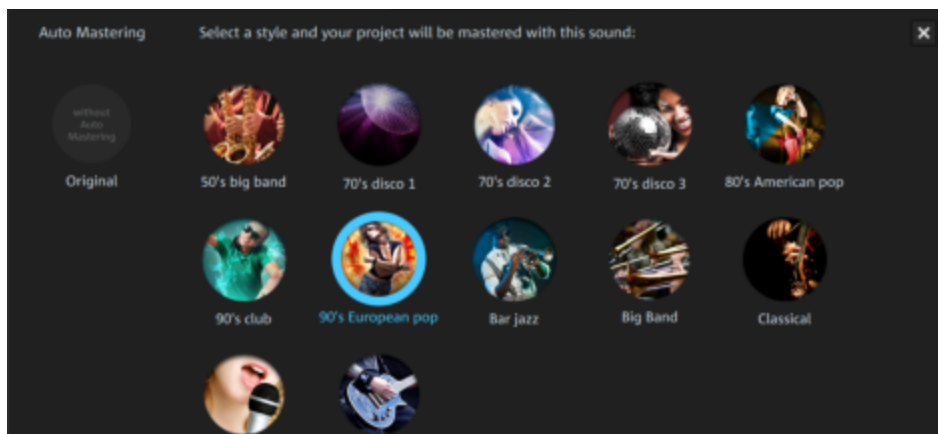 Auto Mastering
Select a style and your project will be mastered with this sound:
without
Auto
Mastering
Original
50's big band
70's disco 1
70's disco 2
70's disco 3
80's American pop
90's club
90's European pop
Bar jazz
Big Band
Classical